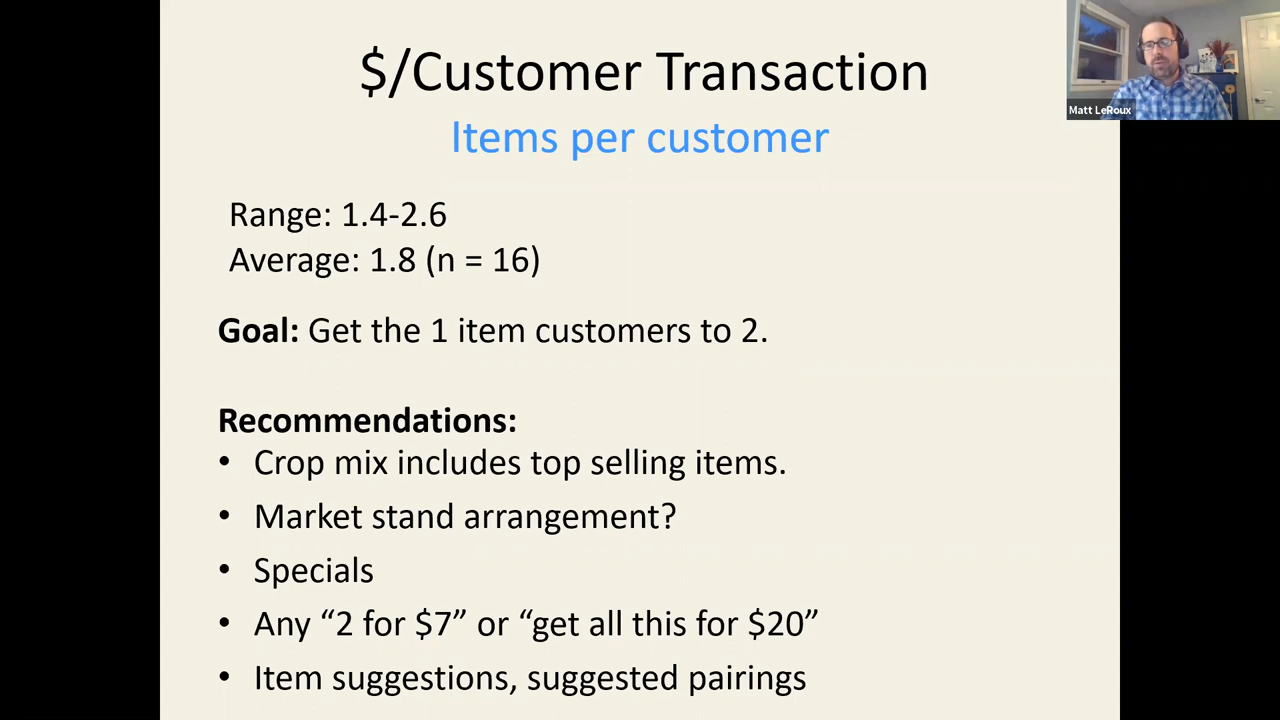 $/Customer Transaction
Items per customer
Matt LeRoux
Range: 1.4-2.6
Average: 1.8 (n = 16)
Goal: Get the 1 item customers to 2.
Recommendations:
• Crop mix includes top selling items.
• Market stand arrangement?
• Specials
• Any “2 for $7” or “get all this for $20”
• Item suggestions, suggested pairings